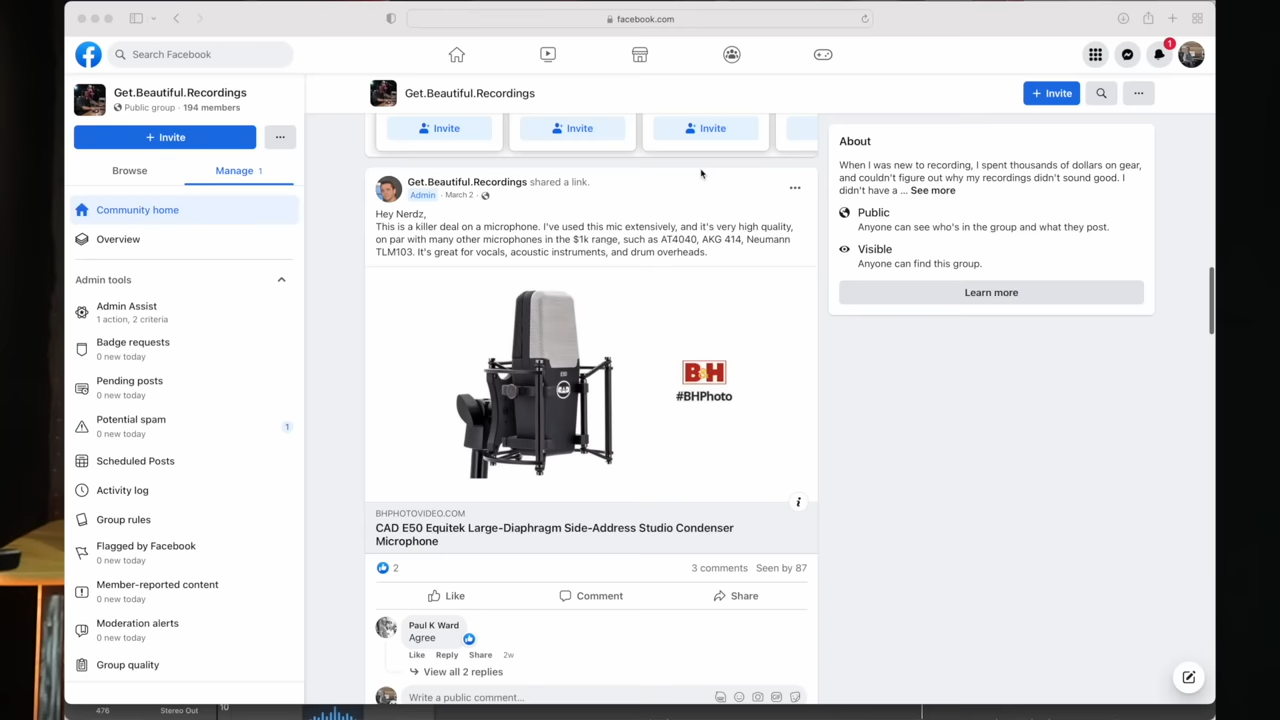 facebook.com
Search Facebook
1
Get.Beautiful.Recordings
Public group · 194 members
+ Invite
Browse
Manage 1
Community home
Overview
Admin tools
Admin Assist
1 action, 2 criteria
Badge requests
0 new today
Pending posts
0 new today
Potential spam
0 new today
1
Scheduled Posts
Activity log
Group rules
Flagged by Facebook
0 new today
Member-reported content
0 new today
Moderation alerts
0 new today
Group quality
Get.Beautiful.Recordings
+ Invite
Invite
Invite
Invite
Get.Beautiful.Recordings shared a link.
Admin · March 2 ·
Hey Nerdz,
This is a killer deal on a microphone. I've used this mic extensively, and it's very high quality,
on par with many other microphones in the $1k range, such as AT4040, AKG 414, Neumann
TLM103. It's great for vocals, acoustic instruments, and drum overheads.
E50
CAD
B&H
#BHPhoto
BHPHOTOVIDEO.COM
CAD E50 Equitek Large-Diaphragm Side-Address Studio Condenser
Microphone
2
3 comments Seen by 87
Like
Comment
Share
Paul K Ward
Agree
Like Reply Share 2w
View all 2 replies
Write a public comment...
About
When I was new to recording, I spent thousands of dollars on gear,
and couldn't figure out why my recordings didn't sound good. I
didn't have a ... See more
Public
Anyone can see who's in the group and what they post.
Visible
Anyone can find this group.
Learn more
476
Stereo Out
10